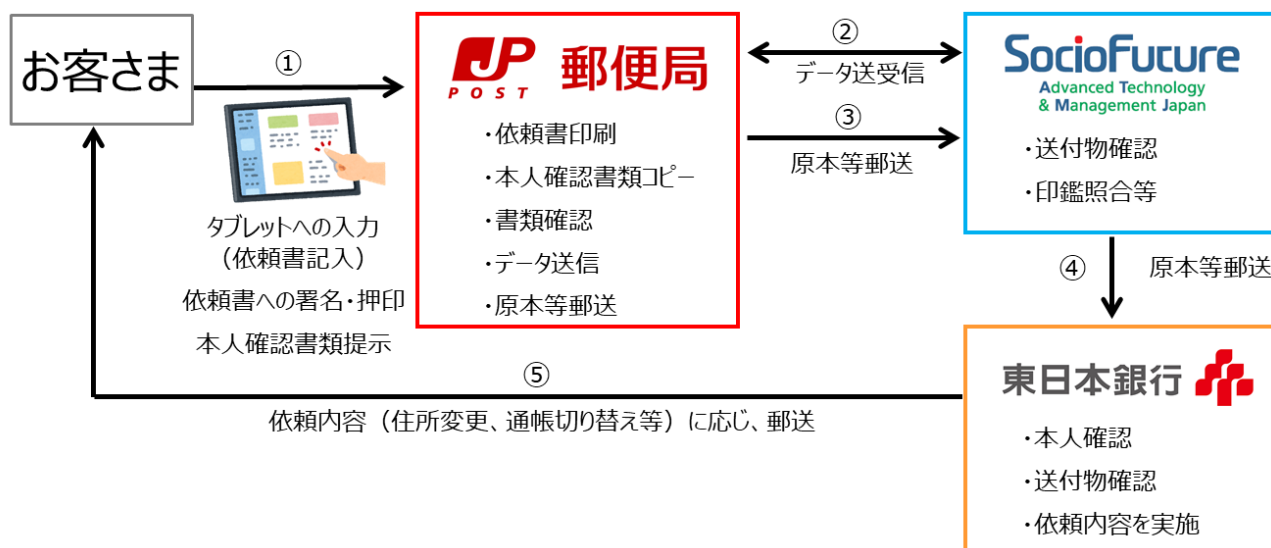 お客さま
①
タブレットへの入力
（依頼書記入）
依頼書への署名・押印
本人確認書類提示
JP
POST
郵便局
・依頼書印刷
・本人確認書類コピー
・書類確認
・データ送信
・原本等郵送
②
データ送受信
③
原本等郵送
SocioFuture
Advanced Technology
& Management Japan
・送付物確認
・印鑑照合等
④
原本等郵送
東日本銀行
・本人確認
・送付物確認
・依頼内容を実施
⑤
依頼内容（住所変更、通帳切り替え等）に応じ、郵送